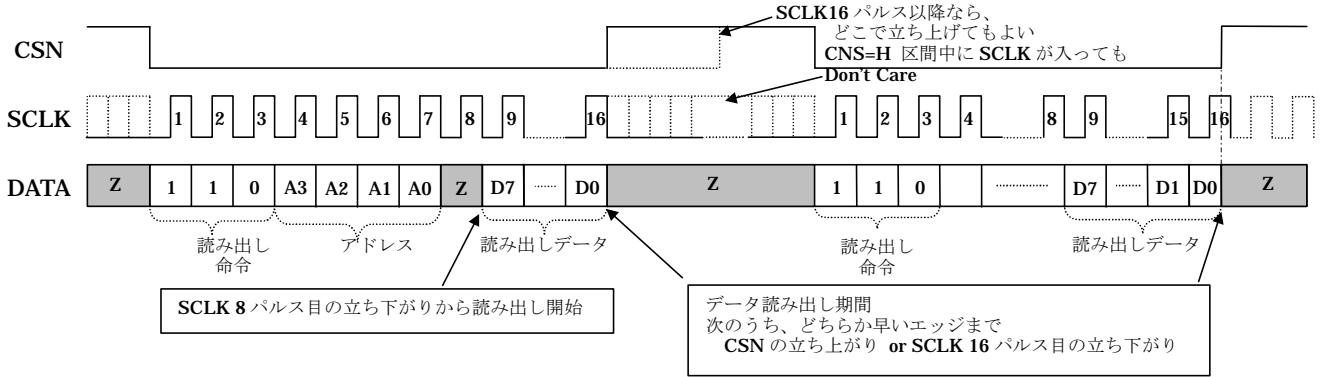 SCLK16 パルス以降なら、
どこで立ち上げてもよい
CNS=H 区間中に SCLK が入っても
Don't Care
CSN
SCLK
1 2 3 4 5 6 7 8 9 16 1 2 3 4 8 9 15 16
DATA
Z 1 1 0 A3 A2 A1 A0 Z D7 ...... D0 Z 1 1 0 .............. D7 ...... D1 D0 Z
読み出し
命令
アドレス
読み出しデータ
読み出し
命令
読み出しデータ
SCLK 8 パルス目の立ち下がりから読み出し開始
データ読み出し期間
次のうち、どちらか早いエッジまで
CSN の立ち上がり or SCLK 16 パルス目の立ち下がり